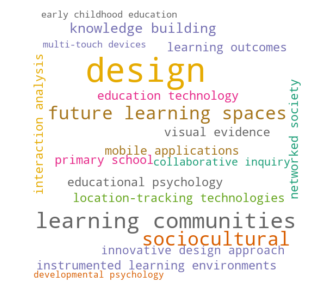 early childhood education
knowledge building
multi-touch devices
learning outcomes
design
education technology
future learning spaces
visual evidence
mobile applications
primary school
collaborative inquiry
educational psychology
location-tracking technologies
learning communities
sociocultural
innovative design approach
instrumented learning environments
developmental psychology
interaction analysis
networked society